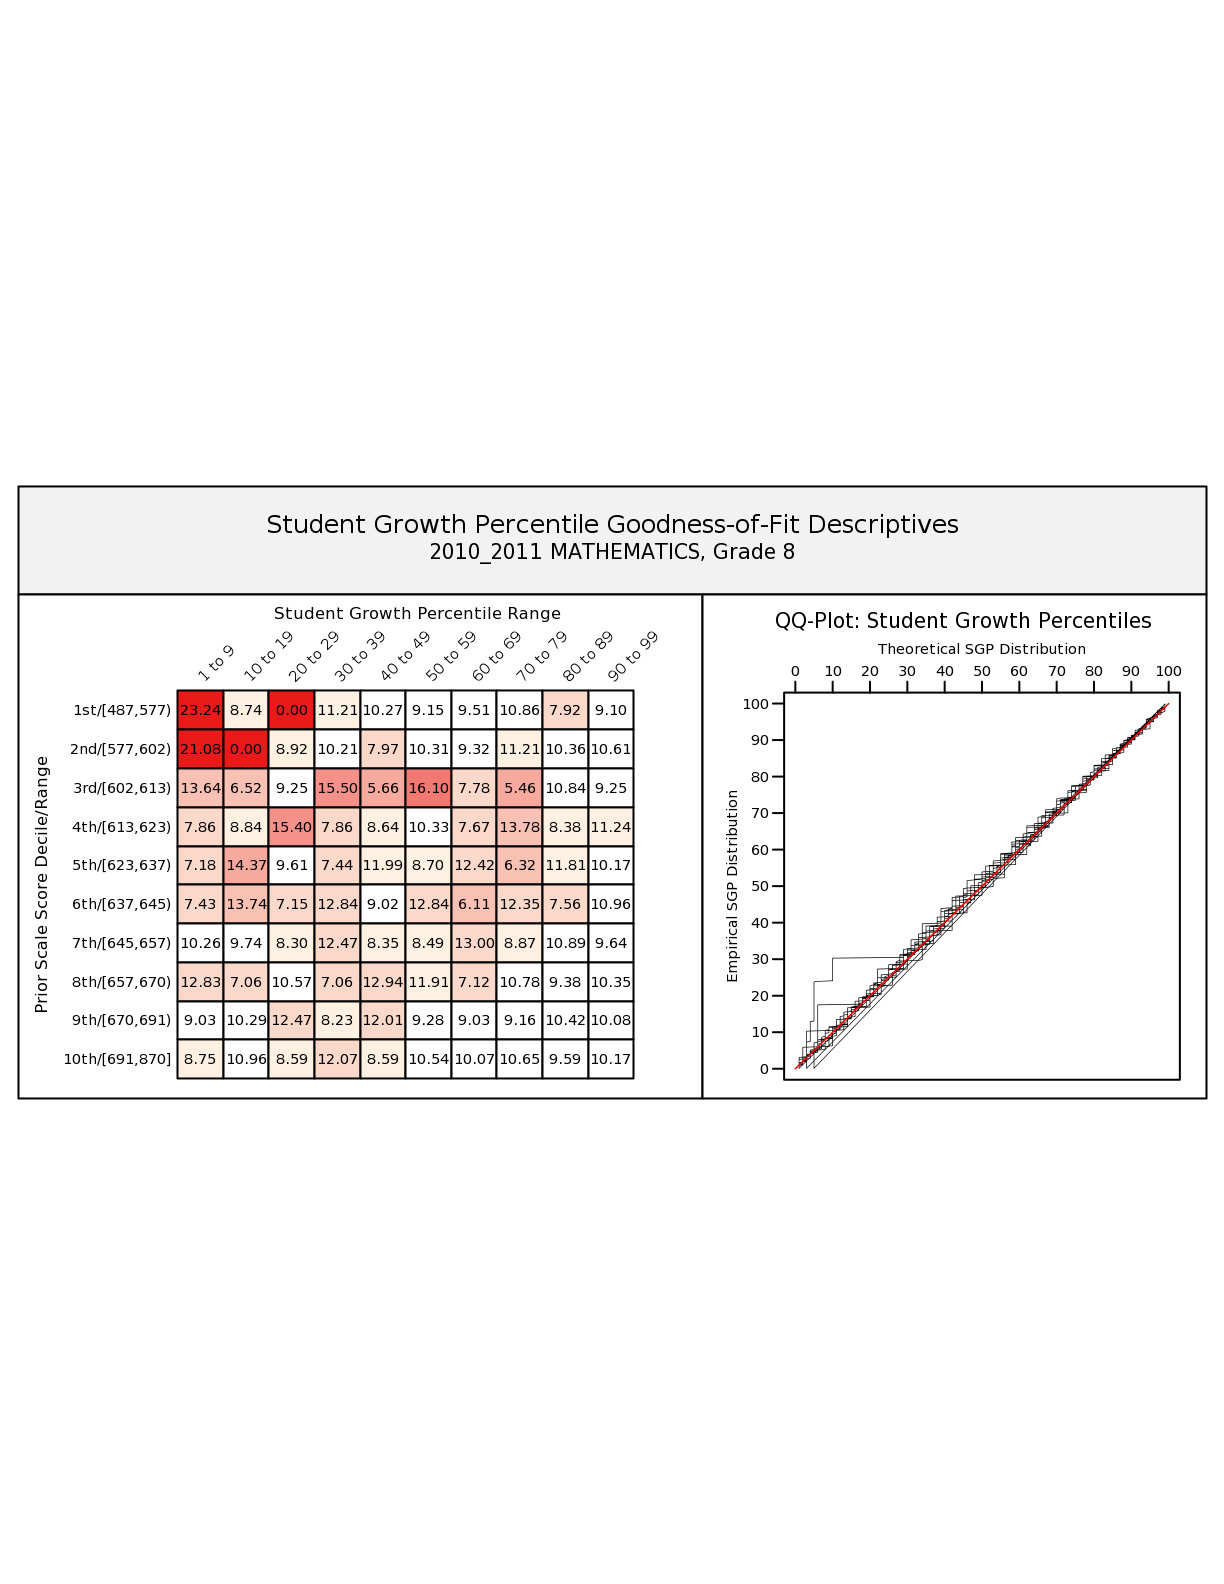 Student Growth Percentile Goodness-of-Fit Descriptives
2010_2011 MATHEMATICS, Grade 8
Student Growth Percentile Range
1 to 9 10 to 19 20 to 29 30 to 39 40 to 49 50 to 59 60 to 69 70 to 79 80 to 89 90 to 99
Prior Scale Score Decile/Range
1st/[487,577) 23.24 8.74 0.00 11.21 10.27 9.15 9.51 10.86 7.92 9.10
2nd/[577,602) 21.08 0.00 8.92 10.21 7.97 10.31 9.32 11.21 10.36 10.61
3rd/[602,613) 13.64 6.52 9.25 15.50 5.66 16.10 7.78 5.46 10.84 9.25
4th/[613,623) 7.86 8.84 15.40 7.86 8.64 10.33 7.67 13.78 8.38 11.24
5th/[623,637) 7.18 14.37 9.61 7.44 11.99 8.70 12.42 6.32 11.81 10.17
6th/[637,645) 7.43 13.74 7.15 12.84 9.02 12.84 6.11 12.35 7.56 10.96
7th/[645,657) 10.26 9.74 8.30 12.47 8.35 8.49 13.00 8.87 10.89 9.64
8th/[657,670) 12.83 7.06 10.57 7.06 12.94 11.91 7.12 10.78 9.38 10.35
9th/[670,691) 9.03 10.29 12.47 8.23 12.01 9.28 9.03 9.16 10.42 10.08
10th/[691,870] 8.75 10.96 8.59 12.07 8.59 10.54 10.07 10.65 9.59 10.17
QQ-Plot: Student Growth Percentiles
Theoretical SGP Distribution
0 10 20 30 40 50 60 70 80 90 100
Empirical SGP Distribution
100
90
80
70
60
50
40
30
20
10
0